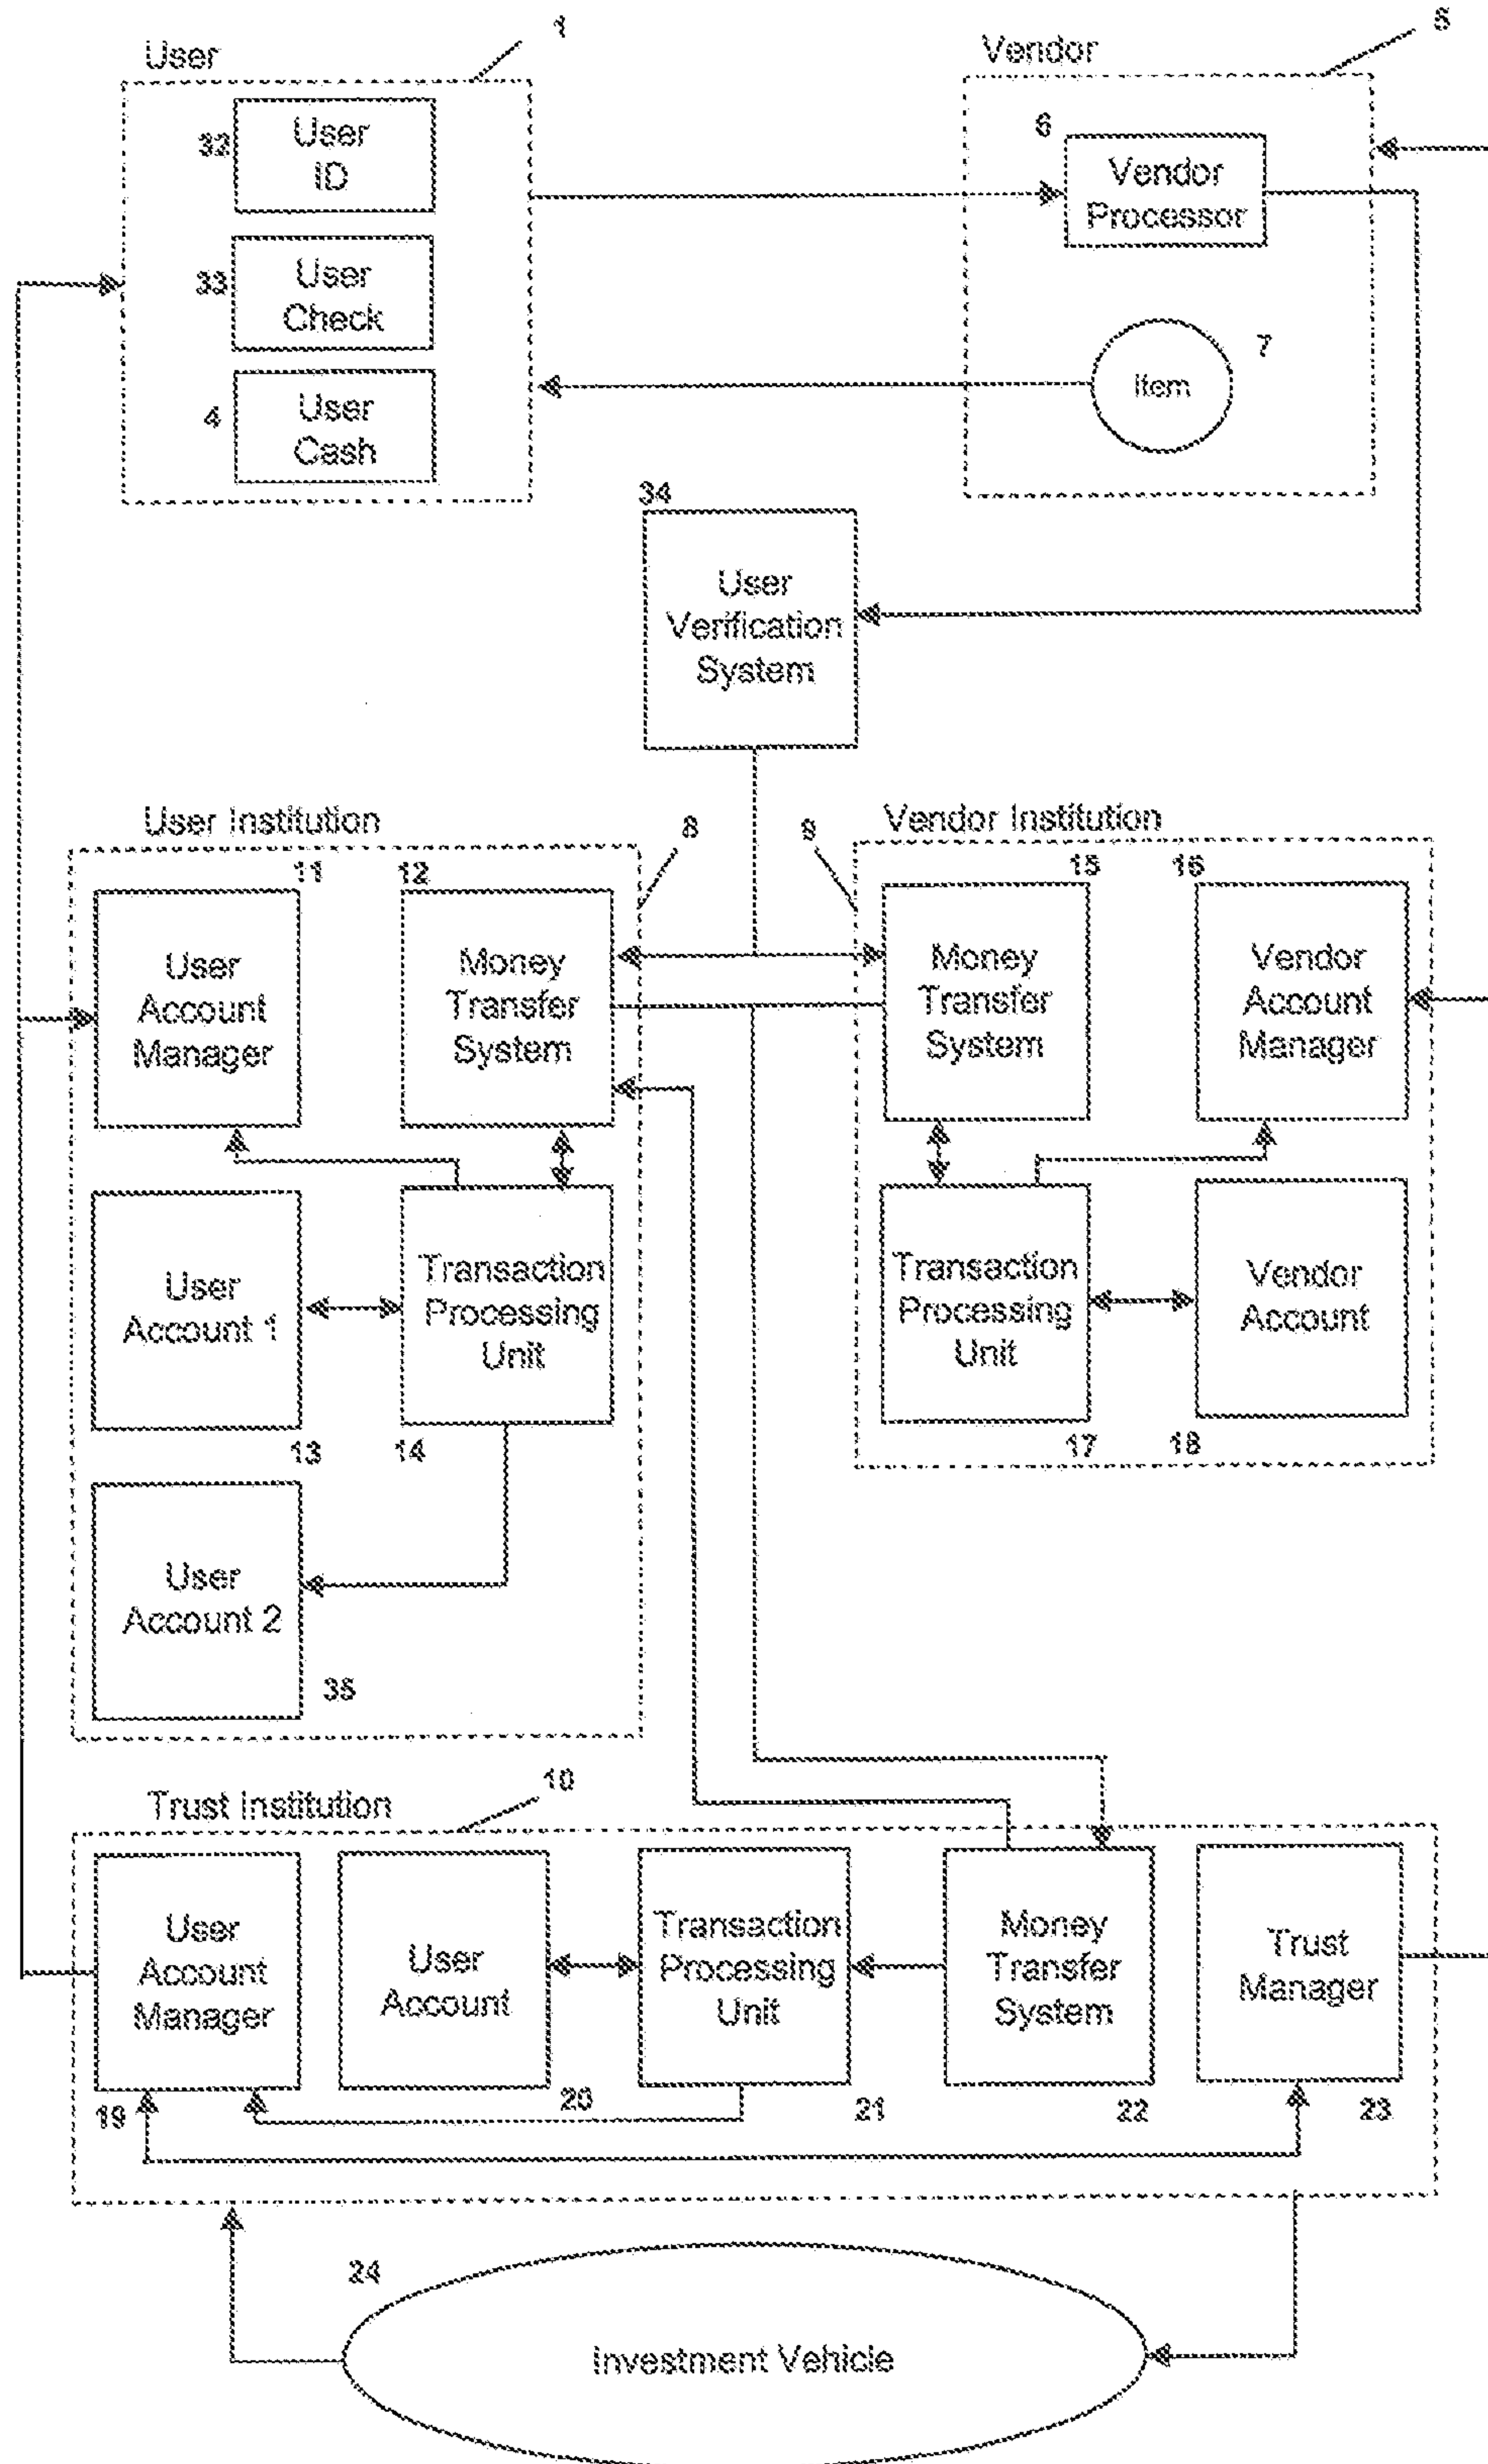 1
5
User
Vendor
32
User
ID
6
Vendor
Processor
33
User
Check
7
Item
4
User
Cash
34
User
Verification
System
User Institution
8
9
Vendor Institution
11
12
15
16
User
Account
Manager
Money
Transfer
System
Money
Transfer
System
Vendor
Account
Manager
User
Account 1
Transaction
Processing
Unit
Transaction
Processing
Unit
Vendor
Account
13
14
17
18
User
Account 2
35
Trust Institution
10
User
Account
Manager
User
Account
Transaction
Processing
Unit
Money
Transfer
System
Trust
Manager
19
20
21
22
23
24
Investment Vehicle